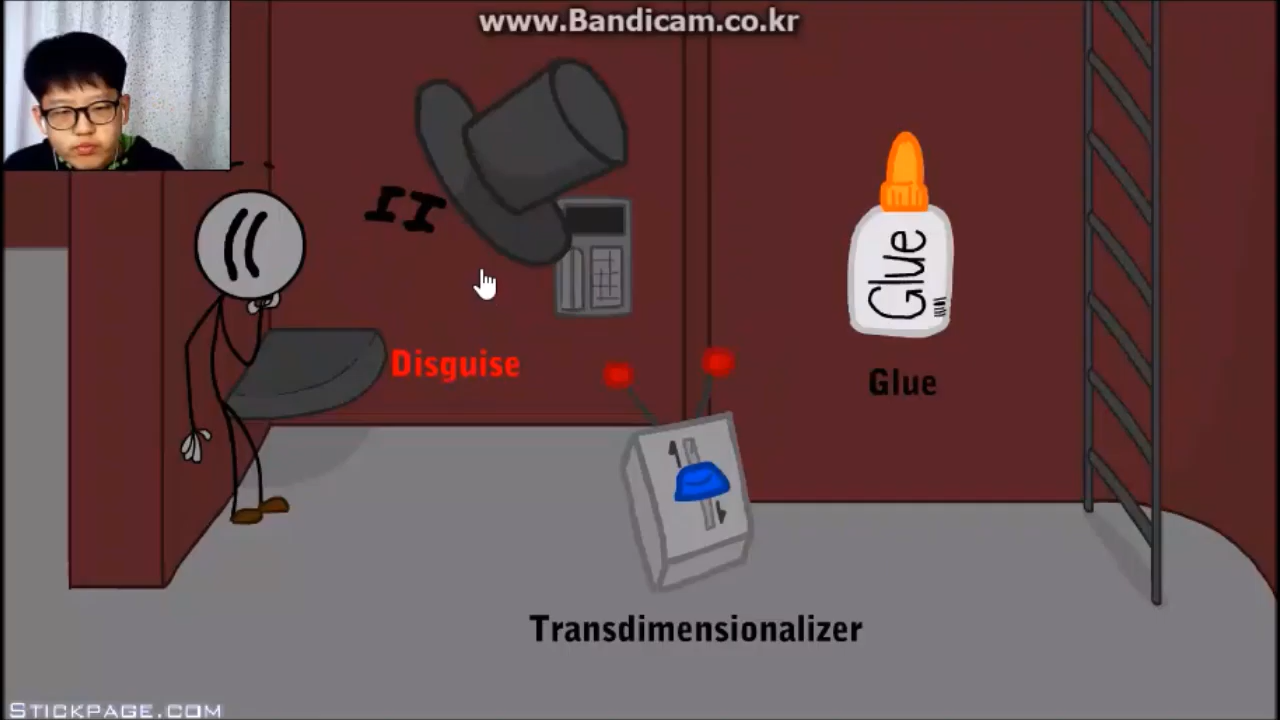 www.Bandicam.co.kr
Glue
Disguise
Glue
Transdimensionalizer
STICKPAGE.COM